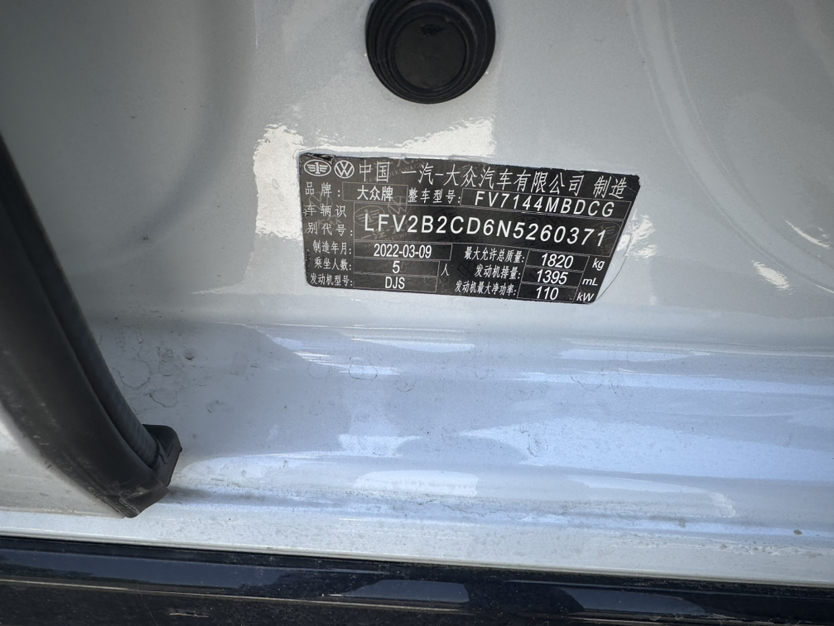 中国 一汽-大众汽车有限公司 制造
品牌: 大众牌 整车型号: FV7144MBDCG
车辆识别代号: LFV2B2CD6N5260371
制造年月: 2022-03-09 最大允许总质量: 1820 kg
乘坐人数: 5 人 发动机排量: 1395 mL
发动机型号: DJS 发动机最大净功率: 110 kW